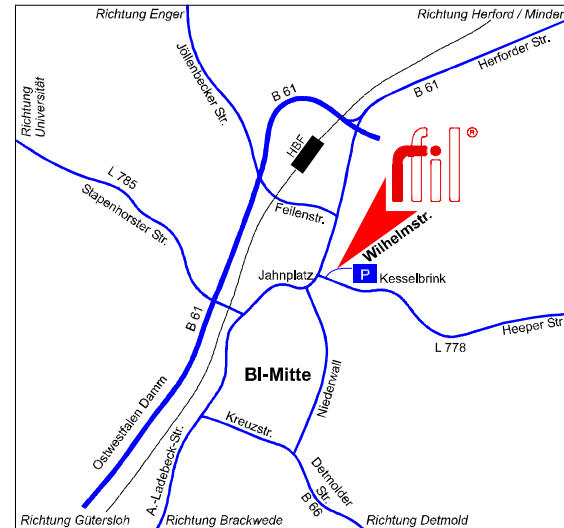 Richtung Enger
Richtung Herford / Minden
Jöllenbecker Str.
Herforder Str.
B 61
B 61
Richtung
Universität
HBF
fil®
L 785
Stapenhorster Str.
Feilenstr.
Wilhelmstr.
Jahnplatz
P
Kesselbrink
B 61
Heeper Str
L 778
BI-Mitte
Niederwall
Ostwestfalen Damm
Kreuzstr.
A.-Ladebeck-Str.
Detmolder
Str.
B 66
Richtung Gütersloh
Richtung Brackwede
Richtung Detmold